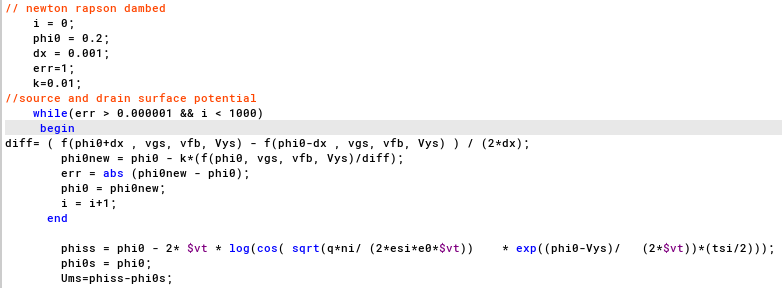 // newton rapson dambed
i = 0;
phi0 = 0.2;
dx = 0.001;
err=1;
k=0.01;
//source and drain surface potential
while(err > 0.000001 && i < 1000)
begin
diff= ( f(phi0+dx , vgs, vfb, Vys) - f(phi0-dx , vgs, vfb, Vys) ) / (2*dx);
phi0new = phi0 - k*(f(phi0, vgs, vfb, Vys)/diff);
err = abs (phi0new - phi0);
phi0 = phi0new;
i = i+1;
end
phiss = phi0 - 2* $vt * log(cos( sqrt(q*ni/ (2*esi*e0*$vt)) * exp((phi0-Vys)/ (2*$vt))*(tsi/2)));
phi0s = phi0;
Ums=phiss-phi0s;